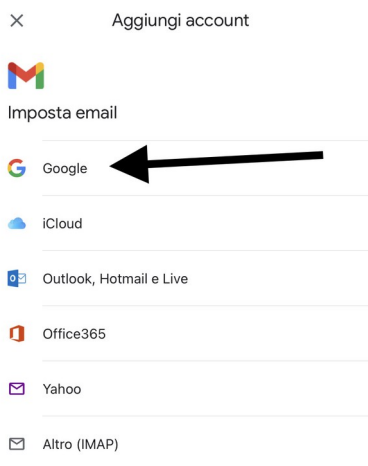 Aggiungi account
Imposta email
Google
iCloud
Outlook, Hotmail e Live
Office365
Yahoo
Altro (IMAP)